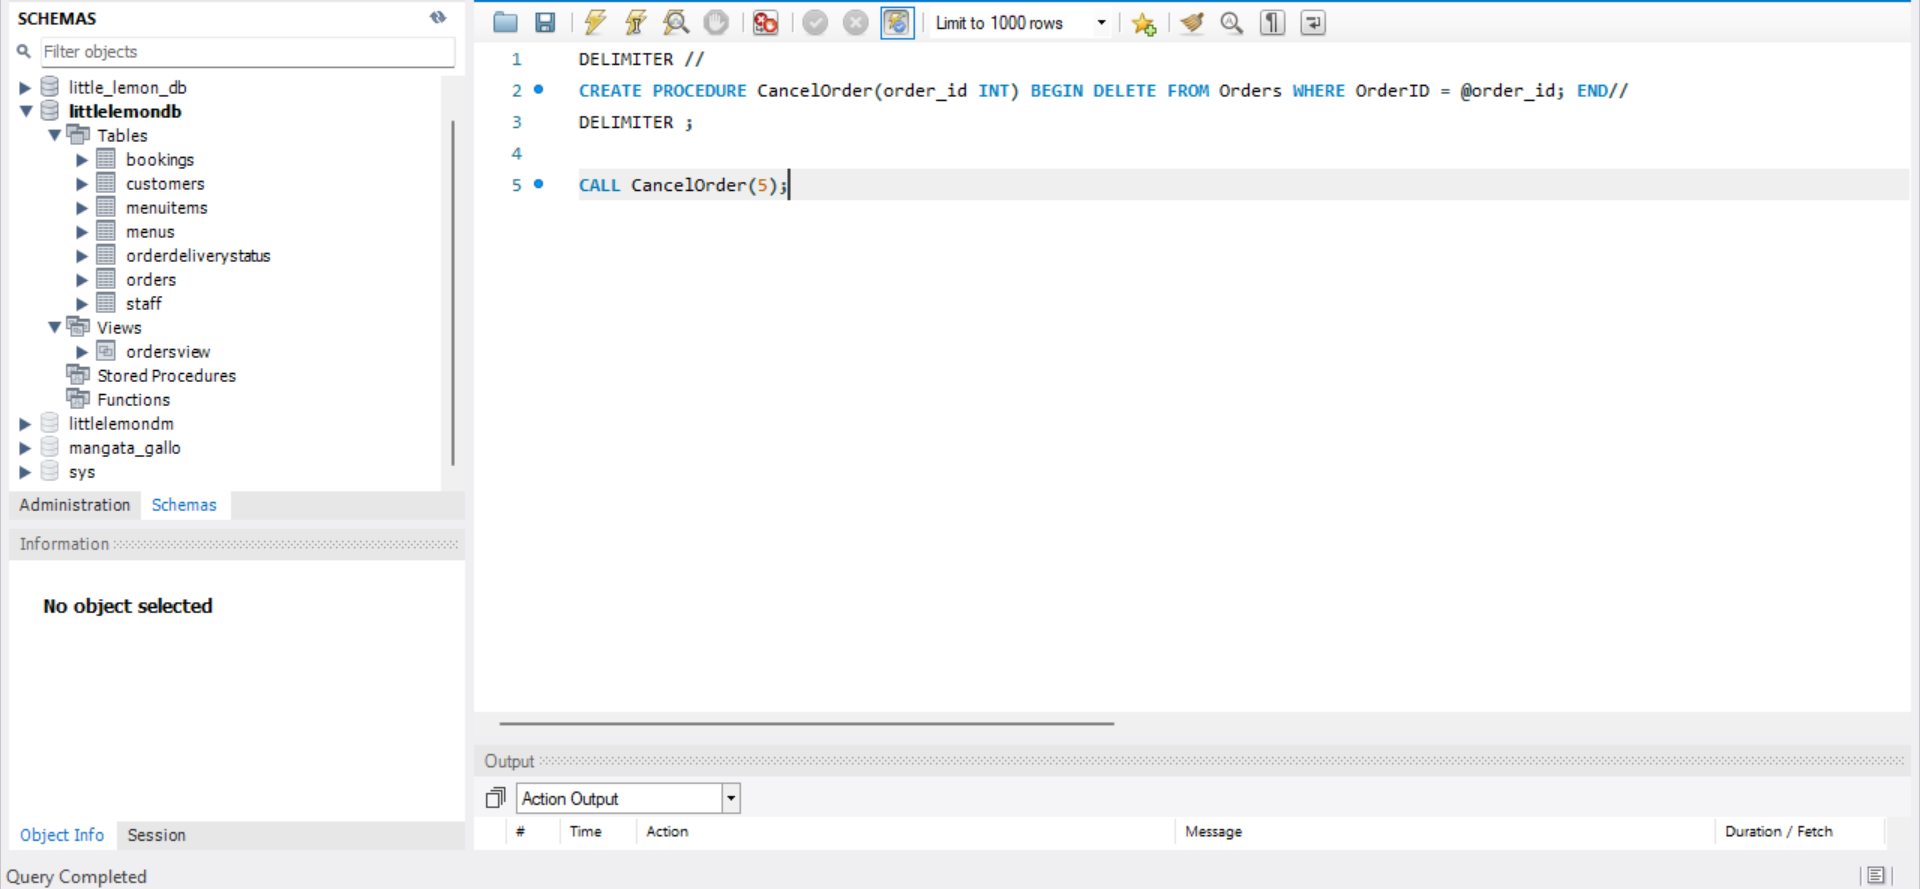 SCHEMAS
Filter objects
little_lemon_db
littlelemondb
Tables
bookings
customers
menuitems
menus
orderdeliverystatus
orders
staff
Views
ordersview
Stored Procedures
Functions
littlelemondm
mangata_gallo
sys
Administration Schemas
Information
No object selected
Object Info Session
Query Completed
Limit to 1000 rows
1 DELIMITER //
2 CREATE PROCEDURE CancelOrder(order_id INT) BEGIN DELETE FROM Orders WHERE OrderID = @order_id; END//
3 DELIMITER ;
4
5 CALL CancelOrder(5);
Output
Action Output
# Time Action Message Duration / Fetch